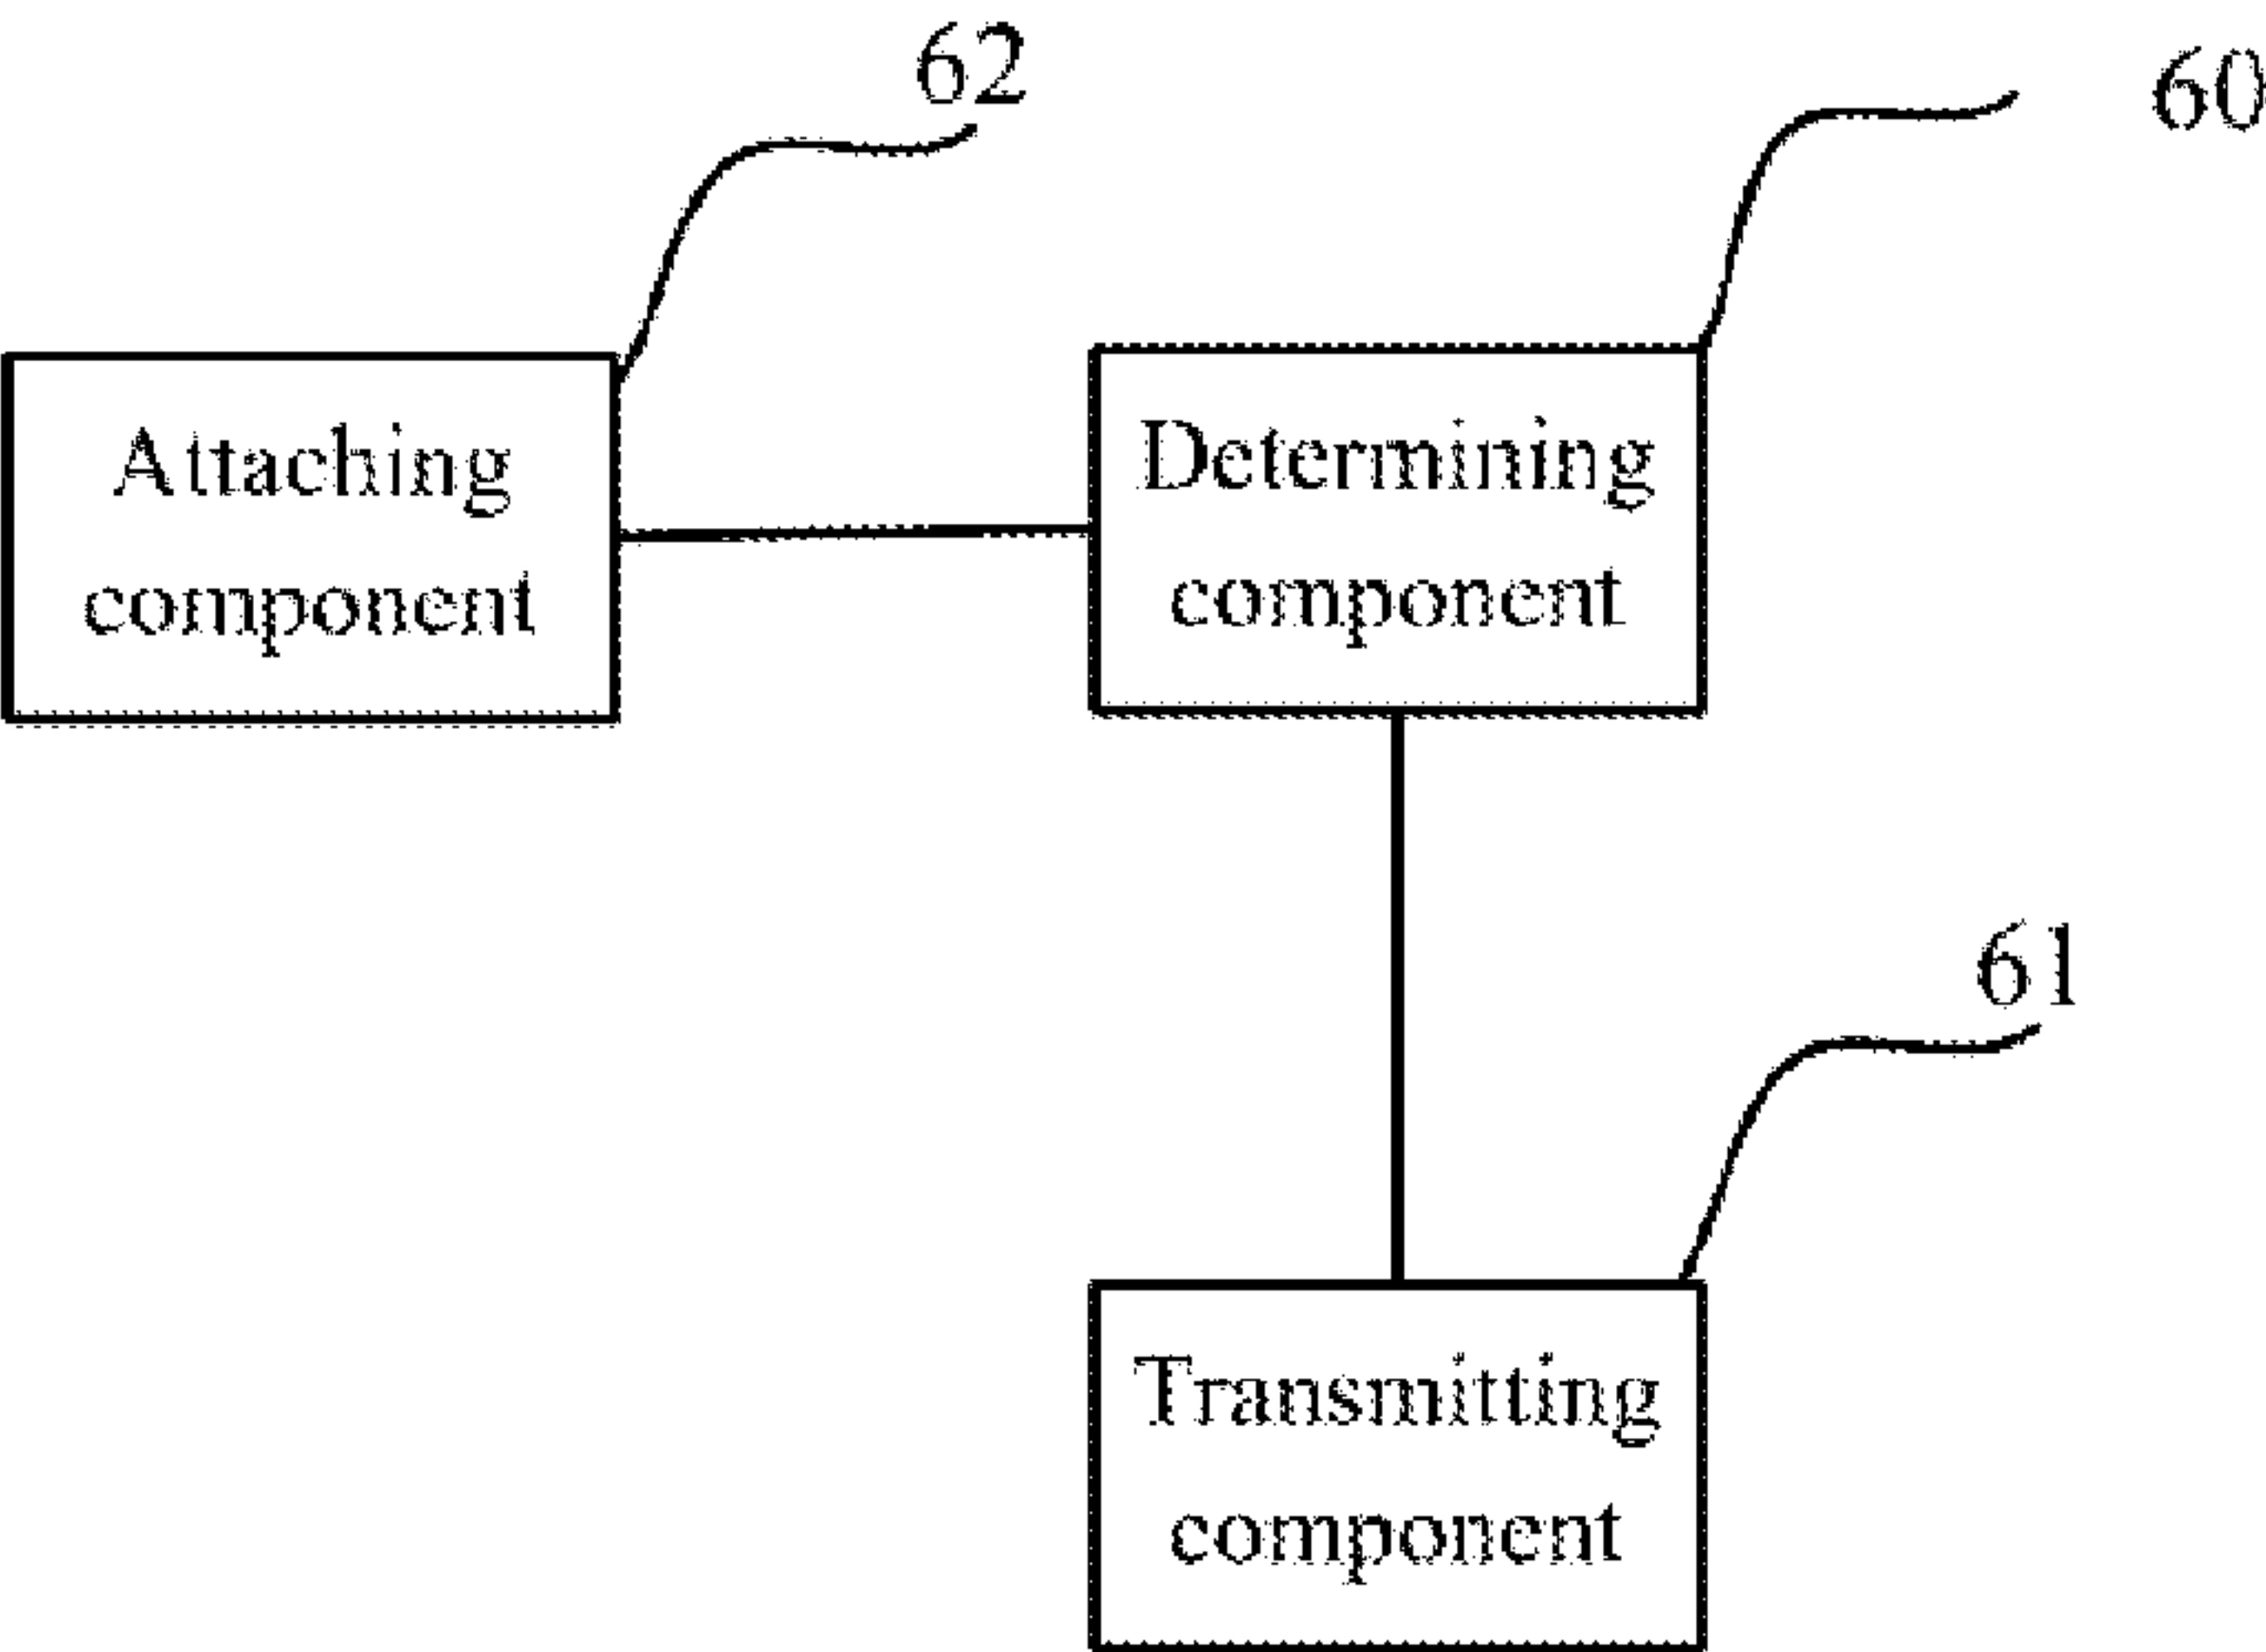 62
60
Attaching
component
Determining
component
61
Transmitting
component